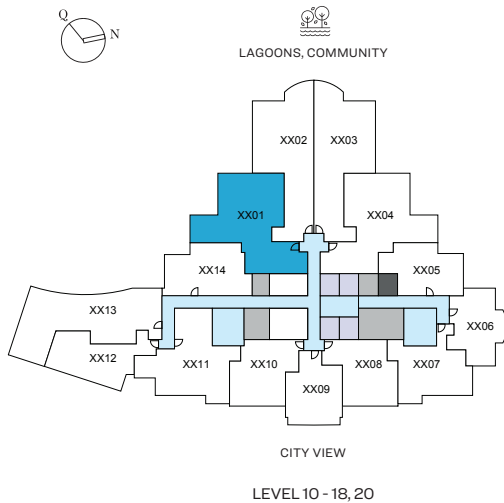 Q
N
LAGOONS, COMMUNITY
XX02
XX03
XX01
XX04
XX14
XX05
XX13
XX06
XX12
XX11
XX10
XX08
XX07
XX09
CITY VIEW
LEVEL 10 - 18, 20